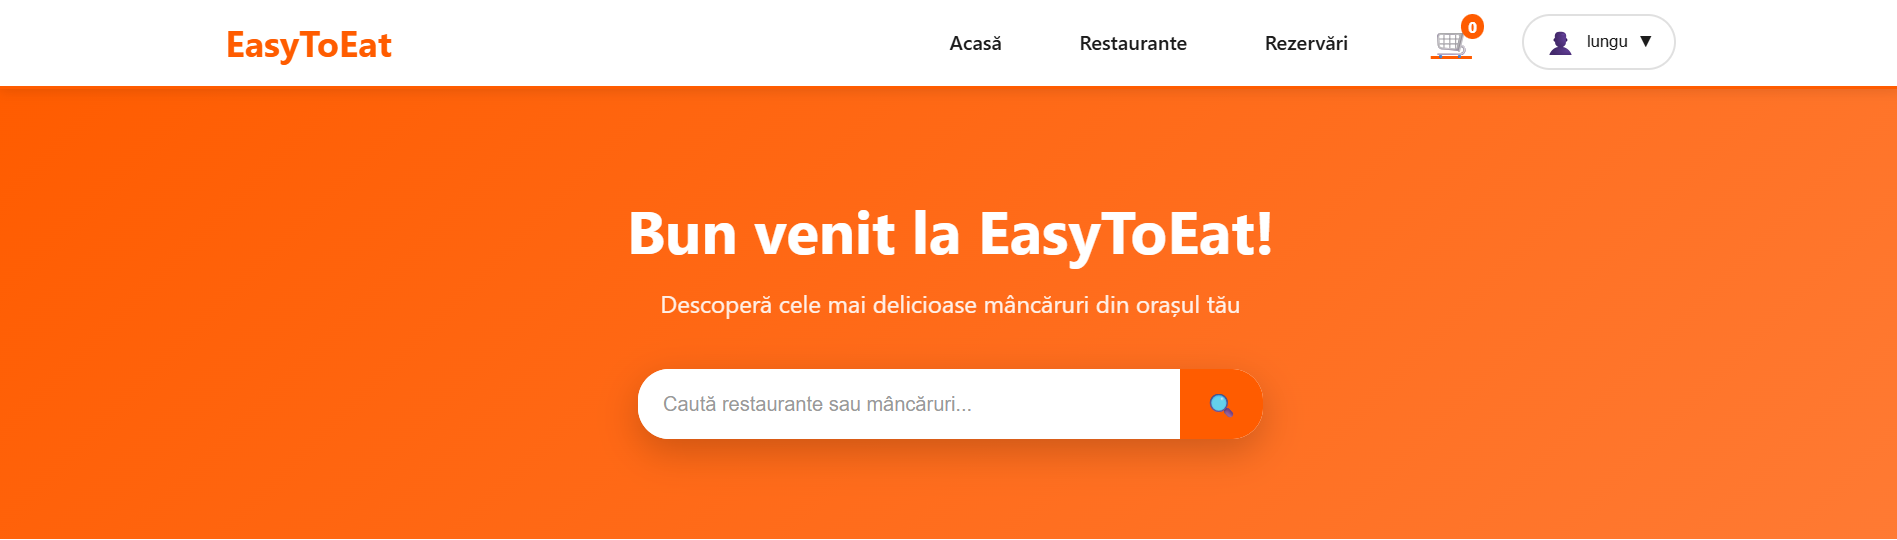 EasyToEat
Acasă Restaurante Rezervări 0 lungu ▼
Bun venit la EasyToEat!
Descoperă cele mai delicioase mâncăruri din orașul tău
Caută restaurante sau mâncăruri...